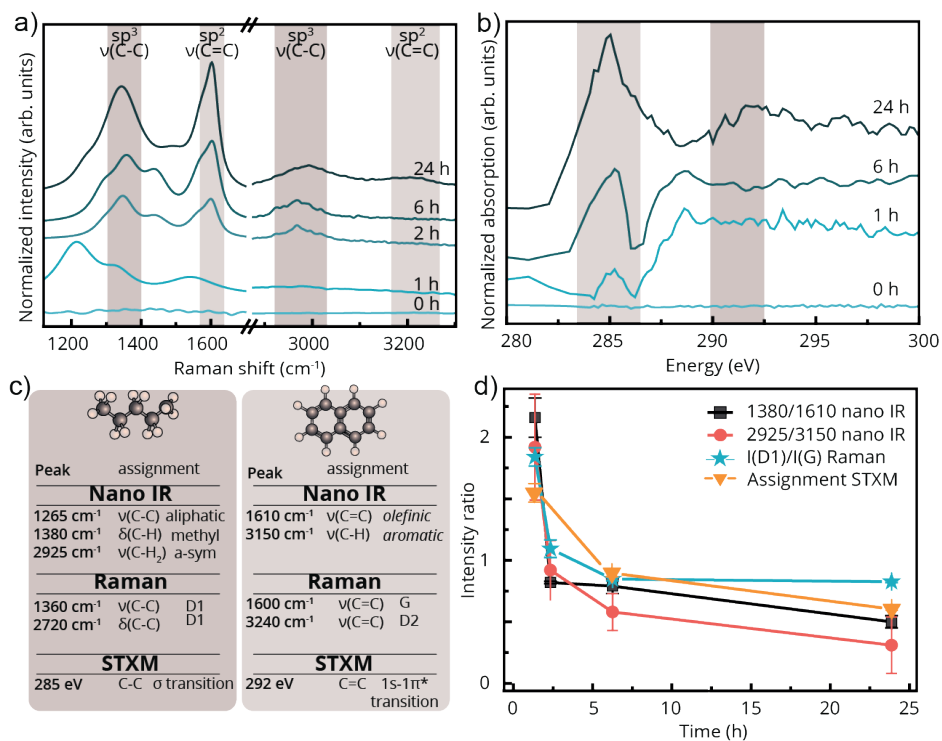 a)
sp³ sp² sp³ sp²
ν(C-C) ν(C=C) ν(C-C) ν(C=C)
Normalized intensity (arb. units)
24 h
6 h
2 h
1 h
0 h
1200 1400 1600 3000 3200
Raman shift (cm⁻¹)
b)
Normalized absorption (arb. units)
24 h
6 h
1 h
0 h
280 285 290 295 300
Energy (eV)
c)
Peak assignment
Nano IR
1265 cm⁻¹ ν(C-C) aliphatic
1380 cm⁻¹ δ(C-H) methyl
2925 cm⁻¹ ν(C-H₂) a-sym
Raman
1360 cm⁻¹ ν(C-C) D1
2720 cm⁻¹ δ(C-C) D1
STXM
285 eV C-C σ transition
Peak assignment
Nano IR
1610 cm⁻¹ ν(C=C) olefinic
3150 cm⁻¹ ν(C-H) aromatic
Raman
1600 cm⁻¹ ν(C=C) G
3240 cm⁻¹ ν(C=C) D2
STXM
292 eV C=C 1s-1π*
transition
d)
1380/1610 nano IR
2925/3150 nano IR
I(D1)/I(G) Raman
Assignment STXM
Intensity ratio
2
1
0
0 5 10 15 20 25
Time (h)